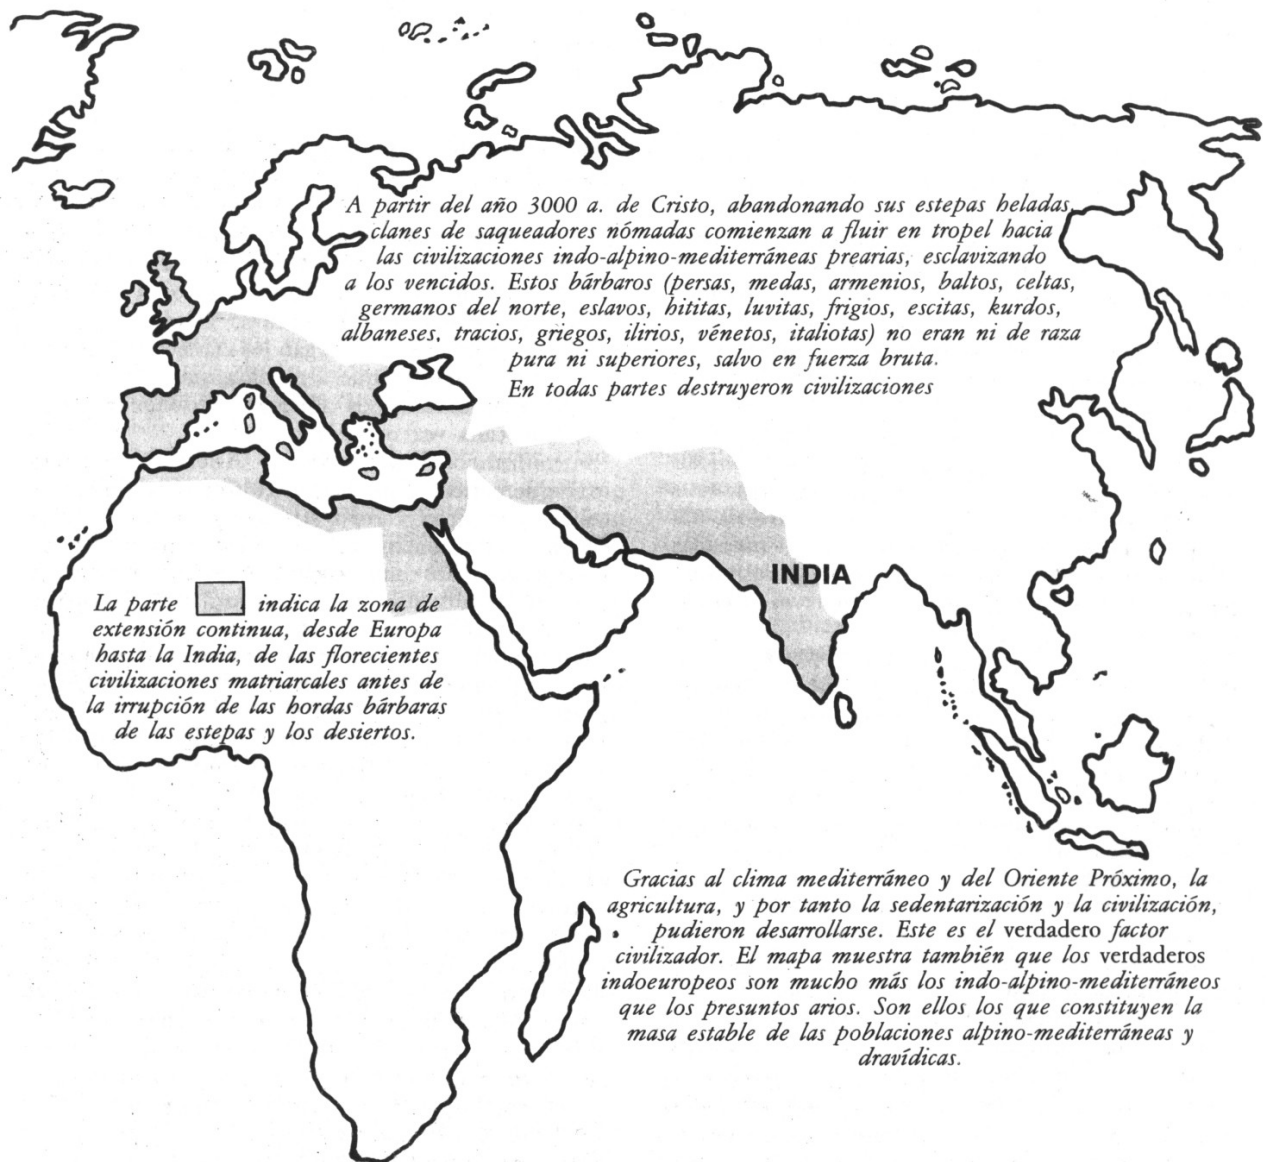 A partir del año 3000 a. de Cristo, abandonando sus estepas heladas,
clanes de saqueadores nómadas comienzan a fluir en tropel hacia
las civilizaciones indo-alpino-mediterráneas prearias, esclavizando
a los vencidos. Estos bárbaros (persas, medas, armenios, baltos, celtas,
germanos del norte, eslavos, hititas, luvitas, frigios, escitas, kurdos,
albaneses, tracios, griegos, ilirios, vénetos, italiotas) no eran ni de raza
pura ni superiores, salvo en fuerza bruta.
En todas partes destruyeron civilizaciones
INDIA
La parte indica la zona de
extensión continua, desde Europa
hasta la India, de las florecientes
civilizaciones matriarcales antes de
la irrupción de las hordas bárbaras
de las estepas y los desiertos.
Gracias al clima mediterráneo y del Oriente Próximo, la
agricultura, y por tanto la sedentarización y la civilización,
pudieron desarrollarse. Este es el verdadero factor
civilizador. El mapa muestra también que los verdaderos
indoeuropeos son mucho más los indo-alpino-mediterráneos
que los presuntos arios. Son ellos los que constituyen la
masa estable de las poblaciones alpino-mediterráneas y
dravídicas.